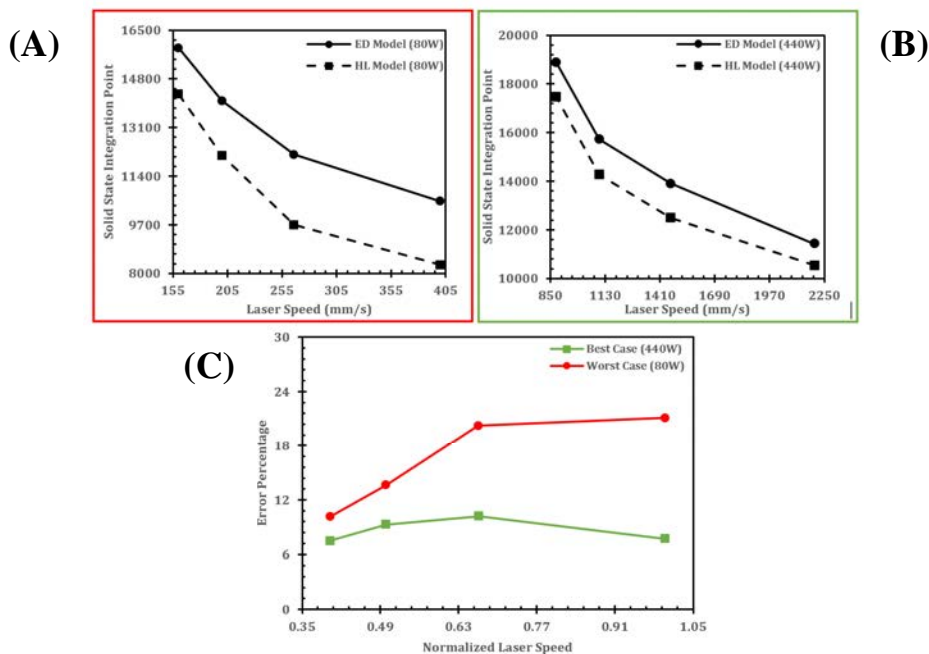 (A)
16500
14800
13100
11400
9700
8000
Solid State Integration Point
ED Model (80W)
HL Model (80W)
155 205 255 305 355 405
Laser Speed (mm/s)
(B)
20000
18000
16000
14000
12000
10000
Solid State Integration Point
ED Model (440W)
HL Model (440W)
850 1130 1410 1690 1970 2250
Laser Speed (mm/s)
(C)
30
24
18
12
6
0
Error Percentage
Best Case (440W)
Worst Case (80W)
0.35 0.49 0.63 0.77 0.91 1.05
Normalized Laser Speed